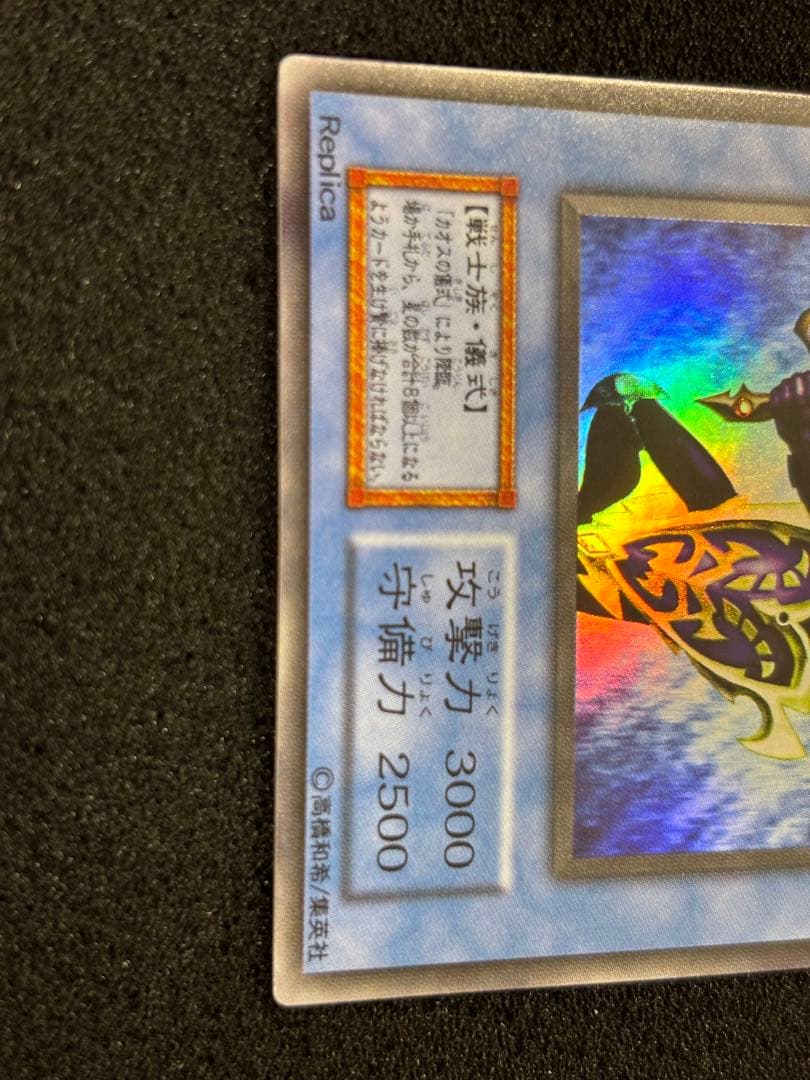 【戦士族・儀式】
「カオスの儀式」により降臨。
場か手札から、星の数が合計8個以上になる
ようカードを生け贄に捧げなければならない。
攻撃力 3000
守備力 2500
Replica
©高橋和希/集英社